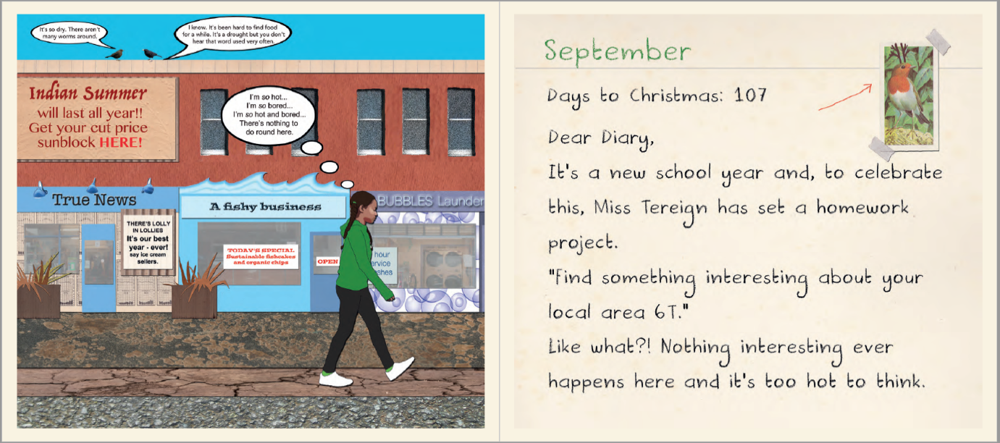 It's so dry. There aren't
many worms around.
I know. It's been hard to find food
for a while. It's a drought but you don't
hear that word used very often.
Indian Summer
will last all year!!
Get your cut price
sunblock HERE!
I'm so hot...
I'm so bored...
I'm so hot and bored...
There's nothing to
do round here.
True News
THERE'S LOLLY
IN LOLLIES
It's our best
year - ever!
say ice cream
sellers.
A fishy business
TODAY'S SPECIAL
Sustainable fishcakes
and organic chips
OPEN
BUBBLES Launder
hour
ervice
shes
September
Days to Christmas: 107
Dear Diary,
It's a new school year and, to celebrate
this, Miss Tereign has set a homework
project.
"Find something interesting about your
local area 6T."
Like what?! Nothing interesting ever
happens here and it's too hot to think.